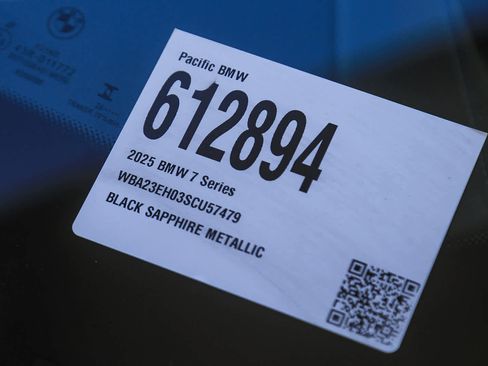 Pacific BMW
612894
2025 BMW 7 Series
WBA23EH03SCU57479
BLACK SAPPHIRE METALLIC